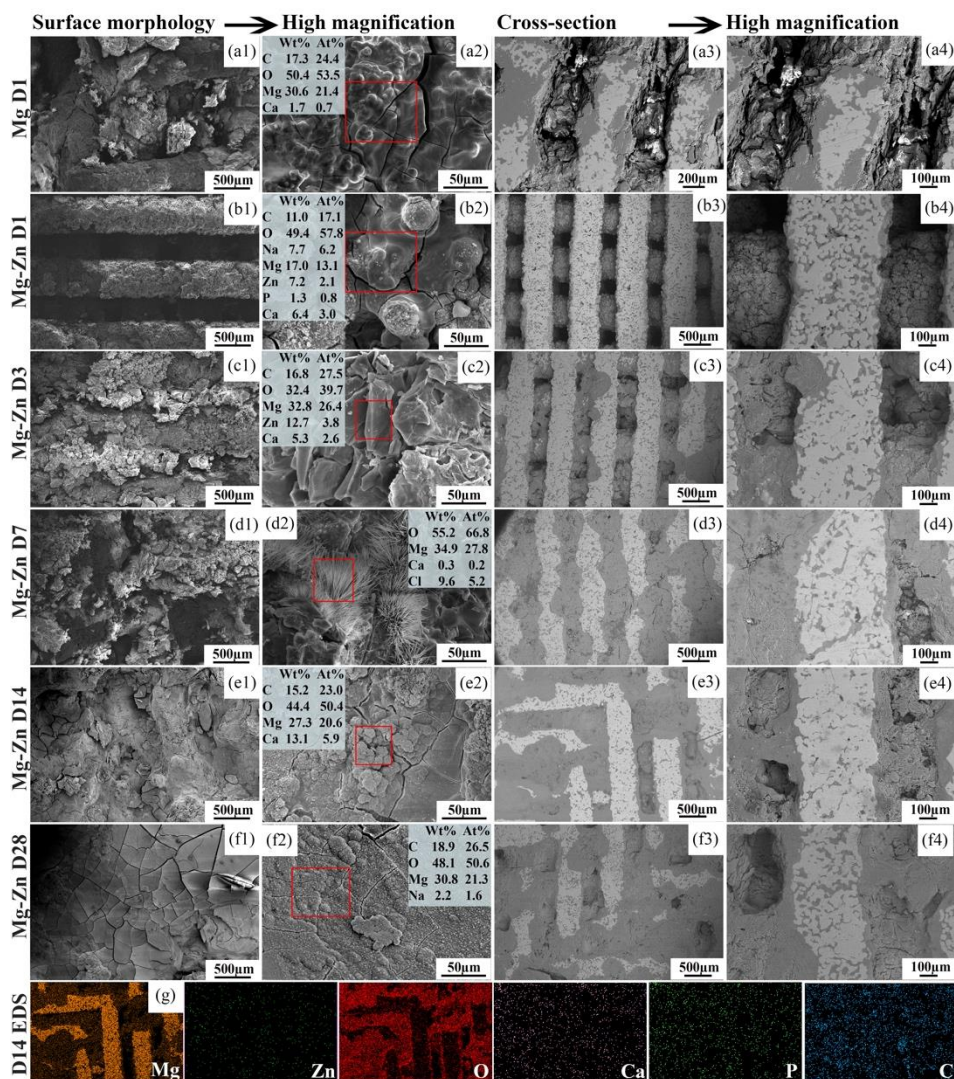 Surface morphology
High magnification
Cross-section
High magnification
Mg D1
(a1)
500μm
Wt% At%
C 17.3 24.4
O 50.4 53.5
Mg 30.6 21.4
Ca 1.7 0.7
(a2)
50μm
(a3)
200μm
(a4)
100μm
Mg-Zn D1
(b1)
500μm
Wt% At%
C 11.0 17.1
O 49.4 57.8
Na 7.7 6.2
Mg 17.0 13.1
Zn 7.2 2.1
P 1.3 0.8
Ca 6.4 3.0
(b2)
50μm
(b3)
500μm
(b4)
100μm
Mg-Zn D3
(c1)
500μm
Wt% At%
C 16.8 27.5
O 32.4 39.7
Mg 32.8 26.4
Zn 12.7 3.8
Ca 5.3 2.6
(c2)
50μm
(c3)
500μm
(c4)
100μm
Mg-Zn D7
(d1)
500μm
(d2)
Wt% At%
O 55.2 66.8
Mg 34.9 27.8
Ca 0.3 0.2
Cl 9.6 5.2
50μm
(d3)
500μm
(d4)
100μm
Mg-Zn D14
(e1)
500μm
Wt% At%
C 15.2 23.0
O 44.4 50.4
Mg 27.3 20.6
Ca 13.1 5.9
(e2)
50μm
(e3)
500μm
(e4)
100μm
Mg-Zn D28
(f1)
500μm
(f2)
Wt% At%
C 18.9 26.5
O 48.1 50.6
Mg 30.8 21.3
Na 2.2 1.6
50μm
(f3)
500μm
(f4)
100μm
D14 EDS
(g)
Mg
Zn
O
Ca
P
C